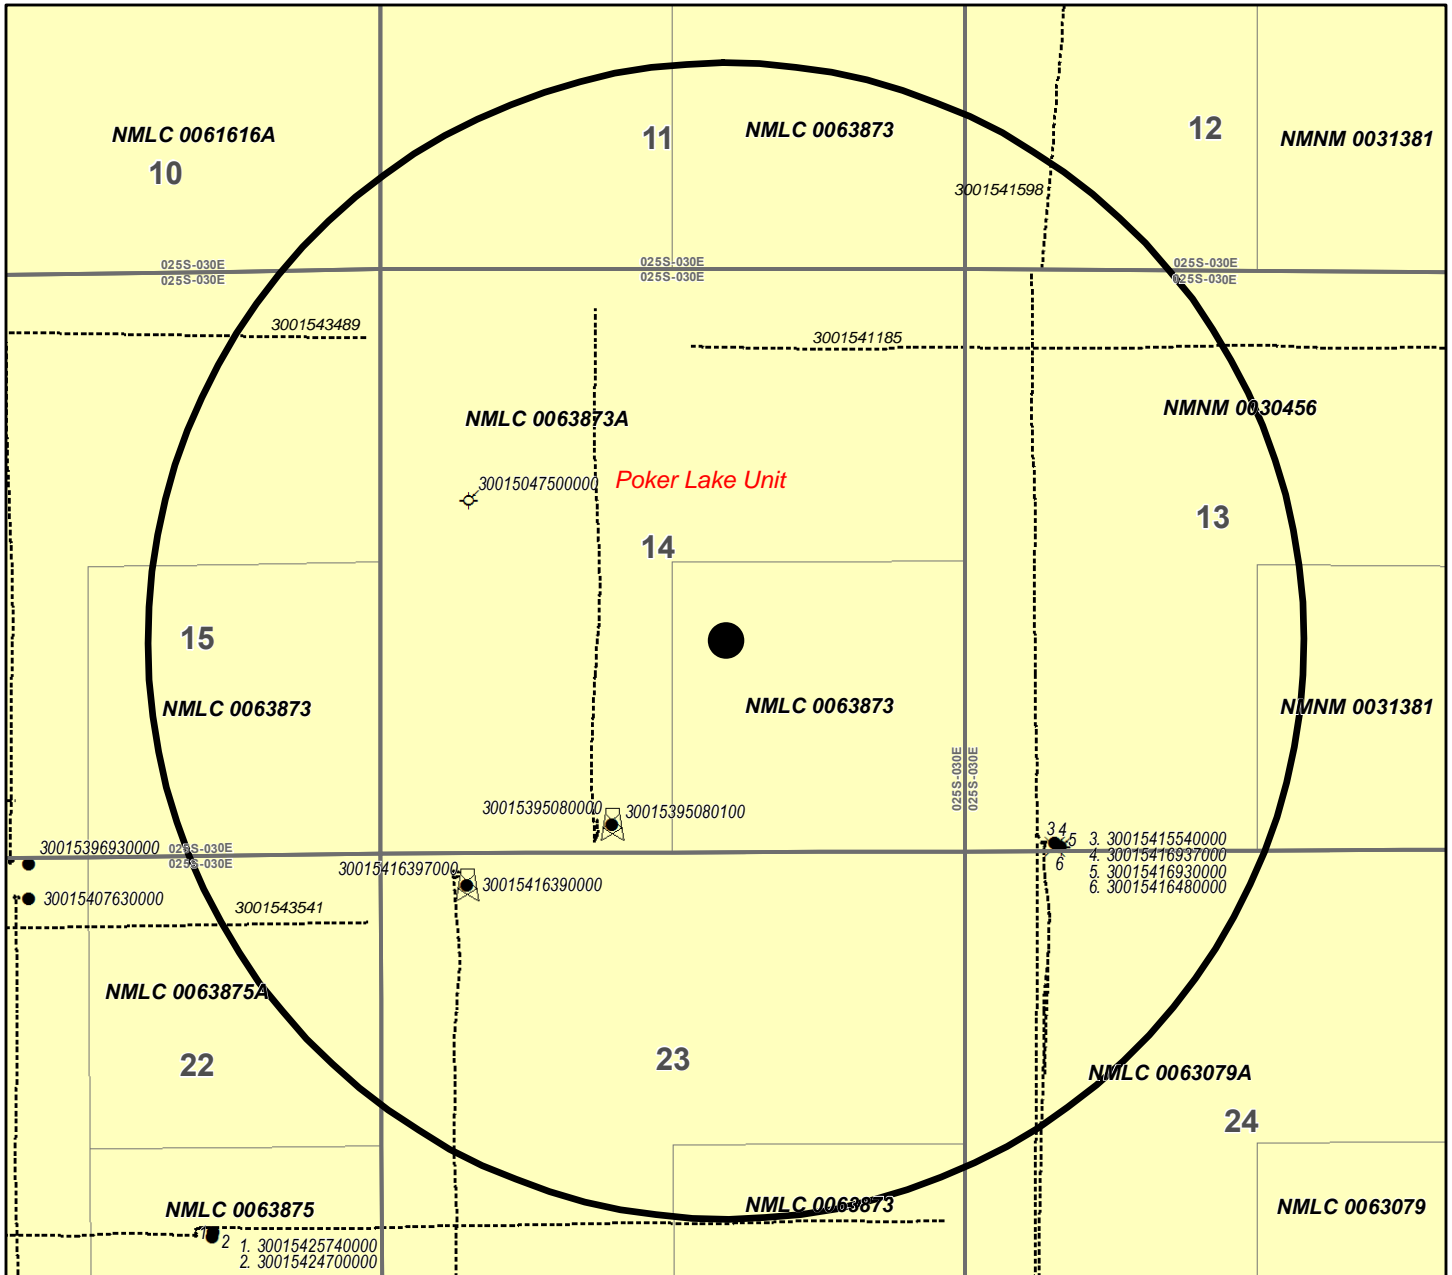 NMLC 0061616A
10
11
NMLC 0063873
12
NMNM 0031381
3001541598
025S-030E
025S-030E
025S-030E
025S-030E
025S-030E
025S-030E
3001543489
3001541185
NMLC 0063873A
NMNM 0030456
30015047500000
Poker Lake Unit
13
14
15
NMLC 0063873
NMLC 0063873
NMNM 0031381
025S-030E
025S-030E
30015395080000
30015395080100
3 4
5
6
3. 30015415540000
4. 30015416937000
5. 30015416930000
6. 30015416480000
30015396930000
025S-030E
025S-030E
30015416397000
30015416390000
30015407630000
3001543541
NMLC 0063875A
22
23
NMLC 0063079A
24
NMLC 0063875
NMLC 0063873
NMLC 0063079
1
2
1. 30015425740000
2. 30015424700000